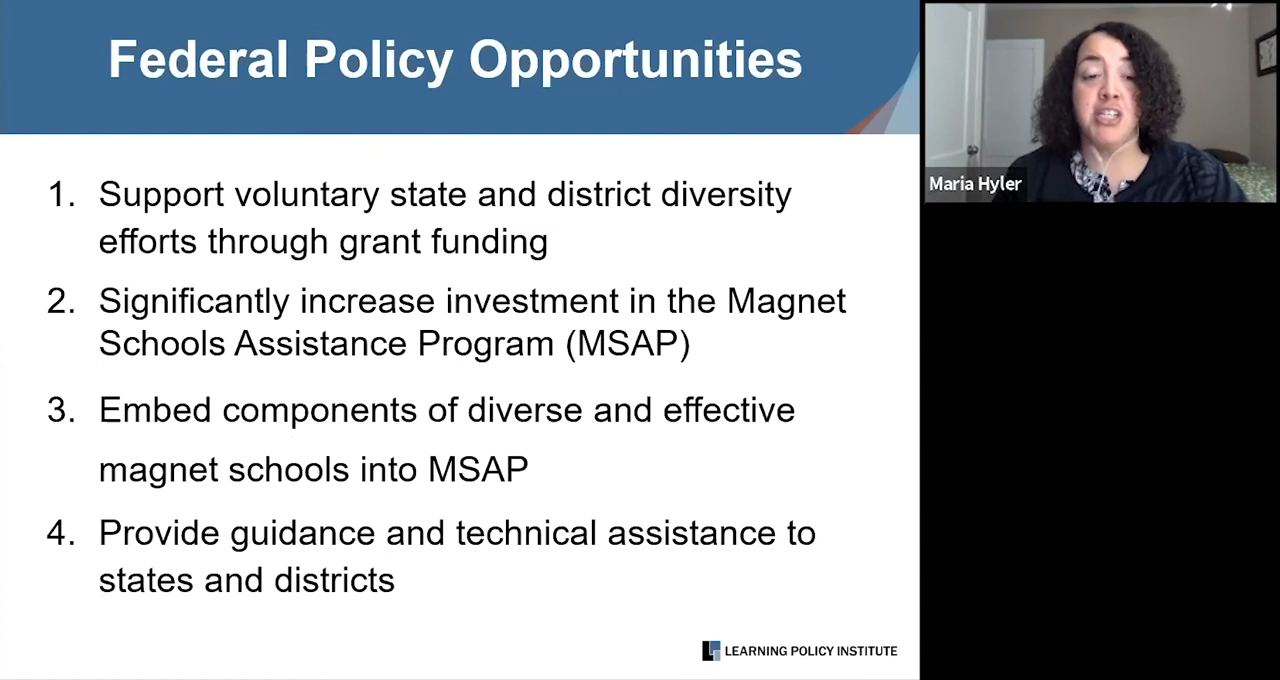 Federal Policy Opportunities
1. Support voluntary state and district diversity
efforts through grant funding
2. Significantly increase investment in the Magnet
Schools Assistance Program (MSAP)
3. Embed components of diverse and effective
magnet schools into MSAP
4. Provide guidance and technical assistance to
states and districts
LEARNING POLICY INSTITUTE
Maria Hyler